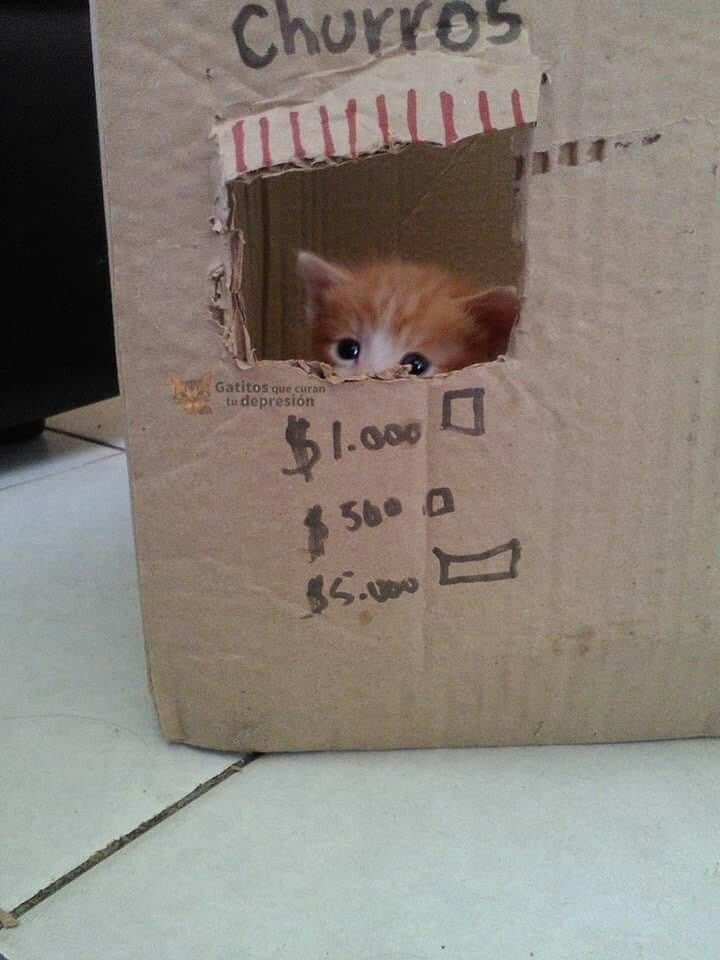 Churros
Gatitos que curan
tu depresión
$1.000
$500
$5.000